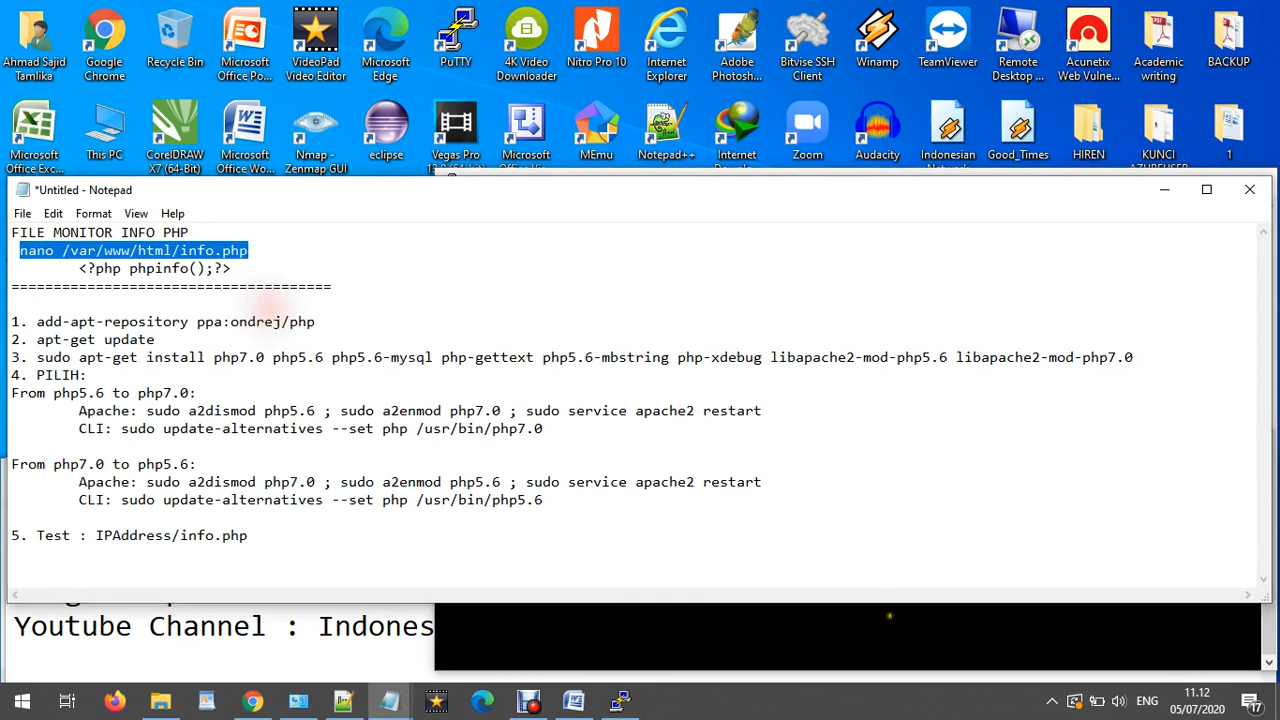 Ahmad Sajid Tamlika
Google Chrome
Recycle Bin
Microsoft Office Po...
VideoPad Video Editor
Microsoft Edge
PuTTY
4K Video Downloader
Nitro Pro 10
Internet Explorer
Adobe Photosh...
Bitvise SSH Client
Winamp
TeamViewer
Remote Desktop ...
Acunetix Web Vulne...
Academic writing
BACKUP
Microsoft Office Exc...
This PC
CorelDRAW X7 (64-Bit)
Microsoft Office Wo...
Nmap - Zenmap GUI
eclipse
Vegas Pro
Microsoft
MEmu
Notepad++
Internet
Zoom
Audacity
Indonesian
Good_Times
HIREN
KUNCI
1
*Untitled - Notepad
File Edit Format View Help
FILE MONITOR INFO PHP
nano /var/www/html/info.php
<?php phpinfo();?>
======================================
1. add-apt-repository ppa:ondrej/php
2. apt-get update
3. sudo apt-get install php7.0 php5.6 php5.6-mysql php-gettext php5.6-mbstring php-xdebug libapache2-mod-php5.6 libapache2-mod-php7.0
4. PILIH:
From php5.6 to php7.0:
Apache: sudo a2dismod php5.6 ; sudo a2enmod php7.0 ; sudo service apache2 restart
CLI: sudo update-alternatives --set php /usr/bin/php7.0
From php7.0 to php5.6:
Apache: sudo a2dismod php7.0 ; sudo a2enmod php5.6 ; sudo service apache2 restart
CLI: sudo update-alternatives --set php /usr/bin/php5.6
5. Test : IPAddress/info.php
Youtube Channel : Indones
ENG
11.12
05/07/2020
17